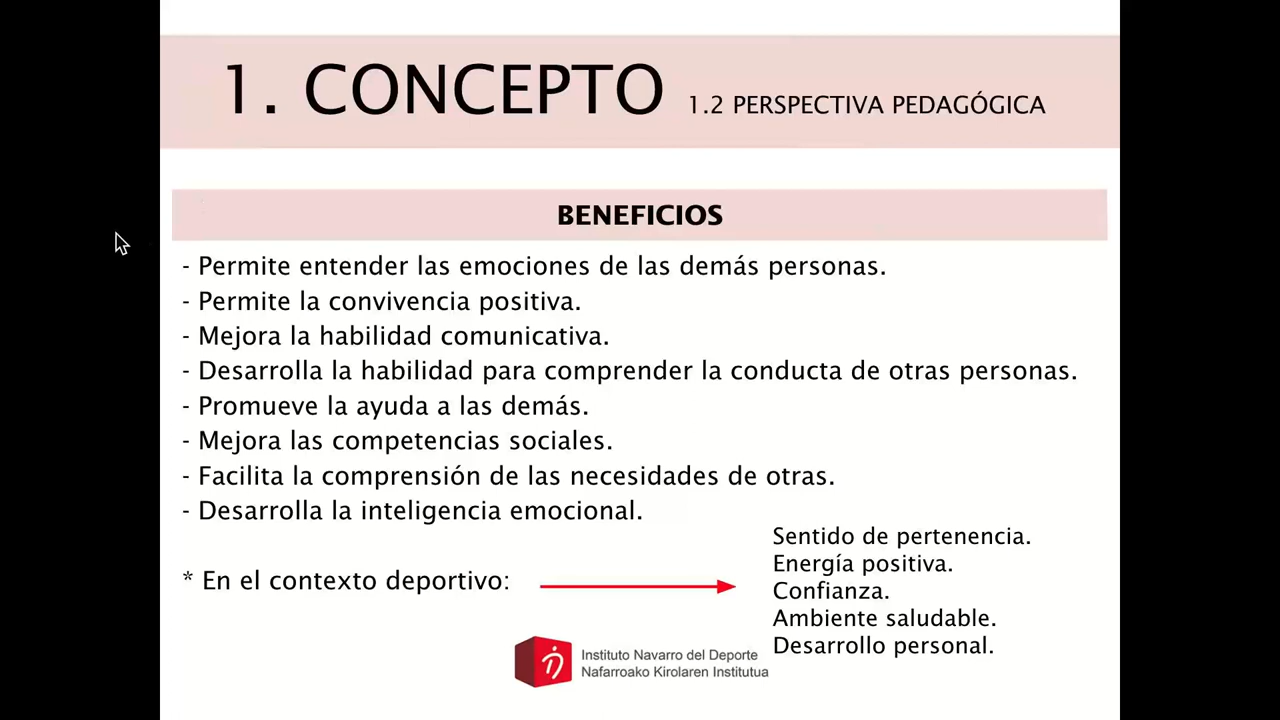 1. CONCEPTO 1.2 PERSPECTIVA PEDAGÓGICA
BENEFICIOS
- Permite entender las emociones de las demás personas.
- Permite la convivencia positiva.
- Mejora la habilidad comunicativa.
- Desarrolla la habilidad para comprender la conducta de otras personas.
- Promueve la ayuda a las demás.
- Mejora las competencias sociales.
- Facilita la comprensión de las necesidades de otras.
- Desarrolla la inteligencia emocional.
* En el contexto deportivo:
Sentido de pertenencia.
Energía positiva.
Confianza.
Ambiente saludable.
Desarrollo personal.
Instituto Navarro del Deporte
Nafarroako Kirolaren Institutua